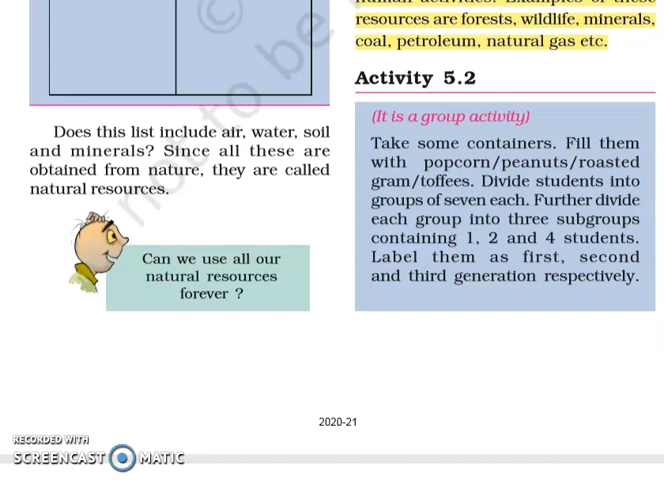 Does this list include air, water, soil
and minerals? Since all these are
obtained from nature, they are called
natural resources.
Can we use all our
natural resources
forever ?
resources are forests, wildlife, minerals,
coal, petroleum, natural gas etc.
Activity 5.2
(It is a group activity)
Take some containers. Fill them
with popcorn/peanuts/roasted
gram/toffees. Divide students into
groups of seven each. Further divide
each group into three subgroups
containing 1, 2 and 4 students.
Label them as first, second
and third generation respectively.
not to be
©
2020-21
RECORDED WITH
SCREENCAST MATIC